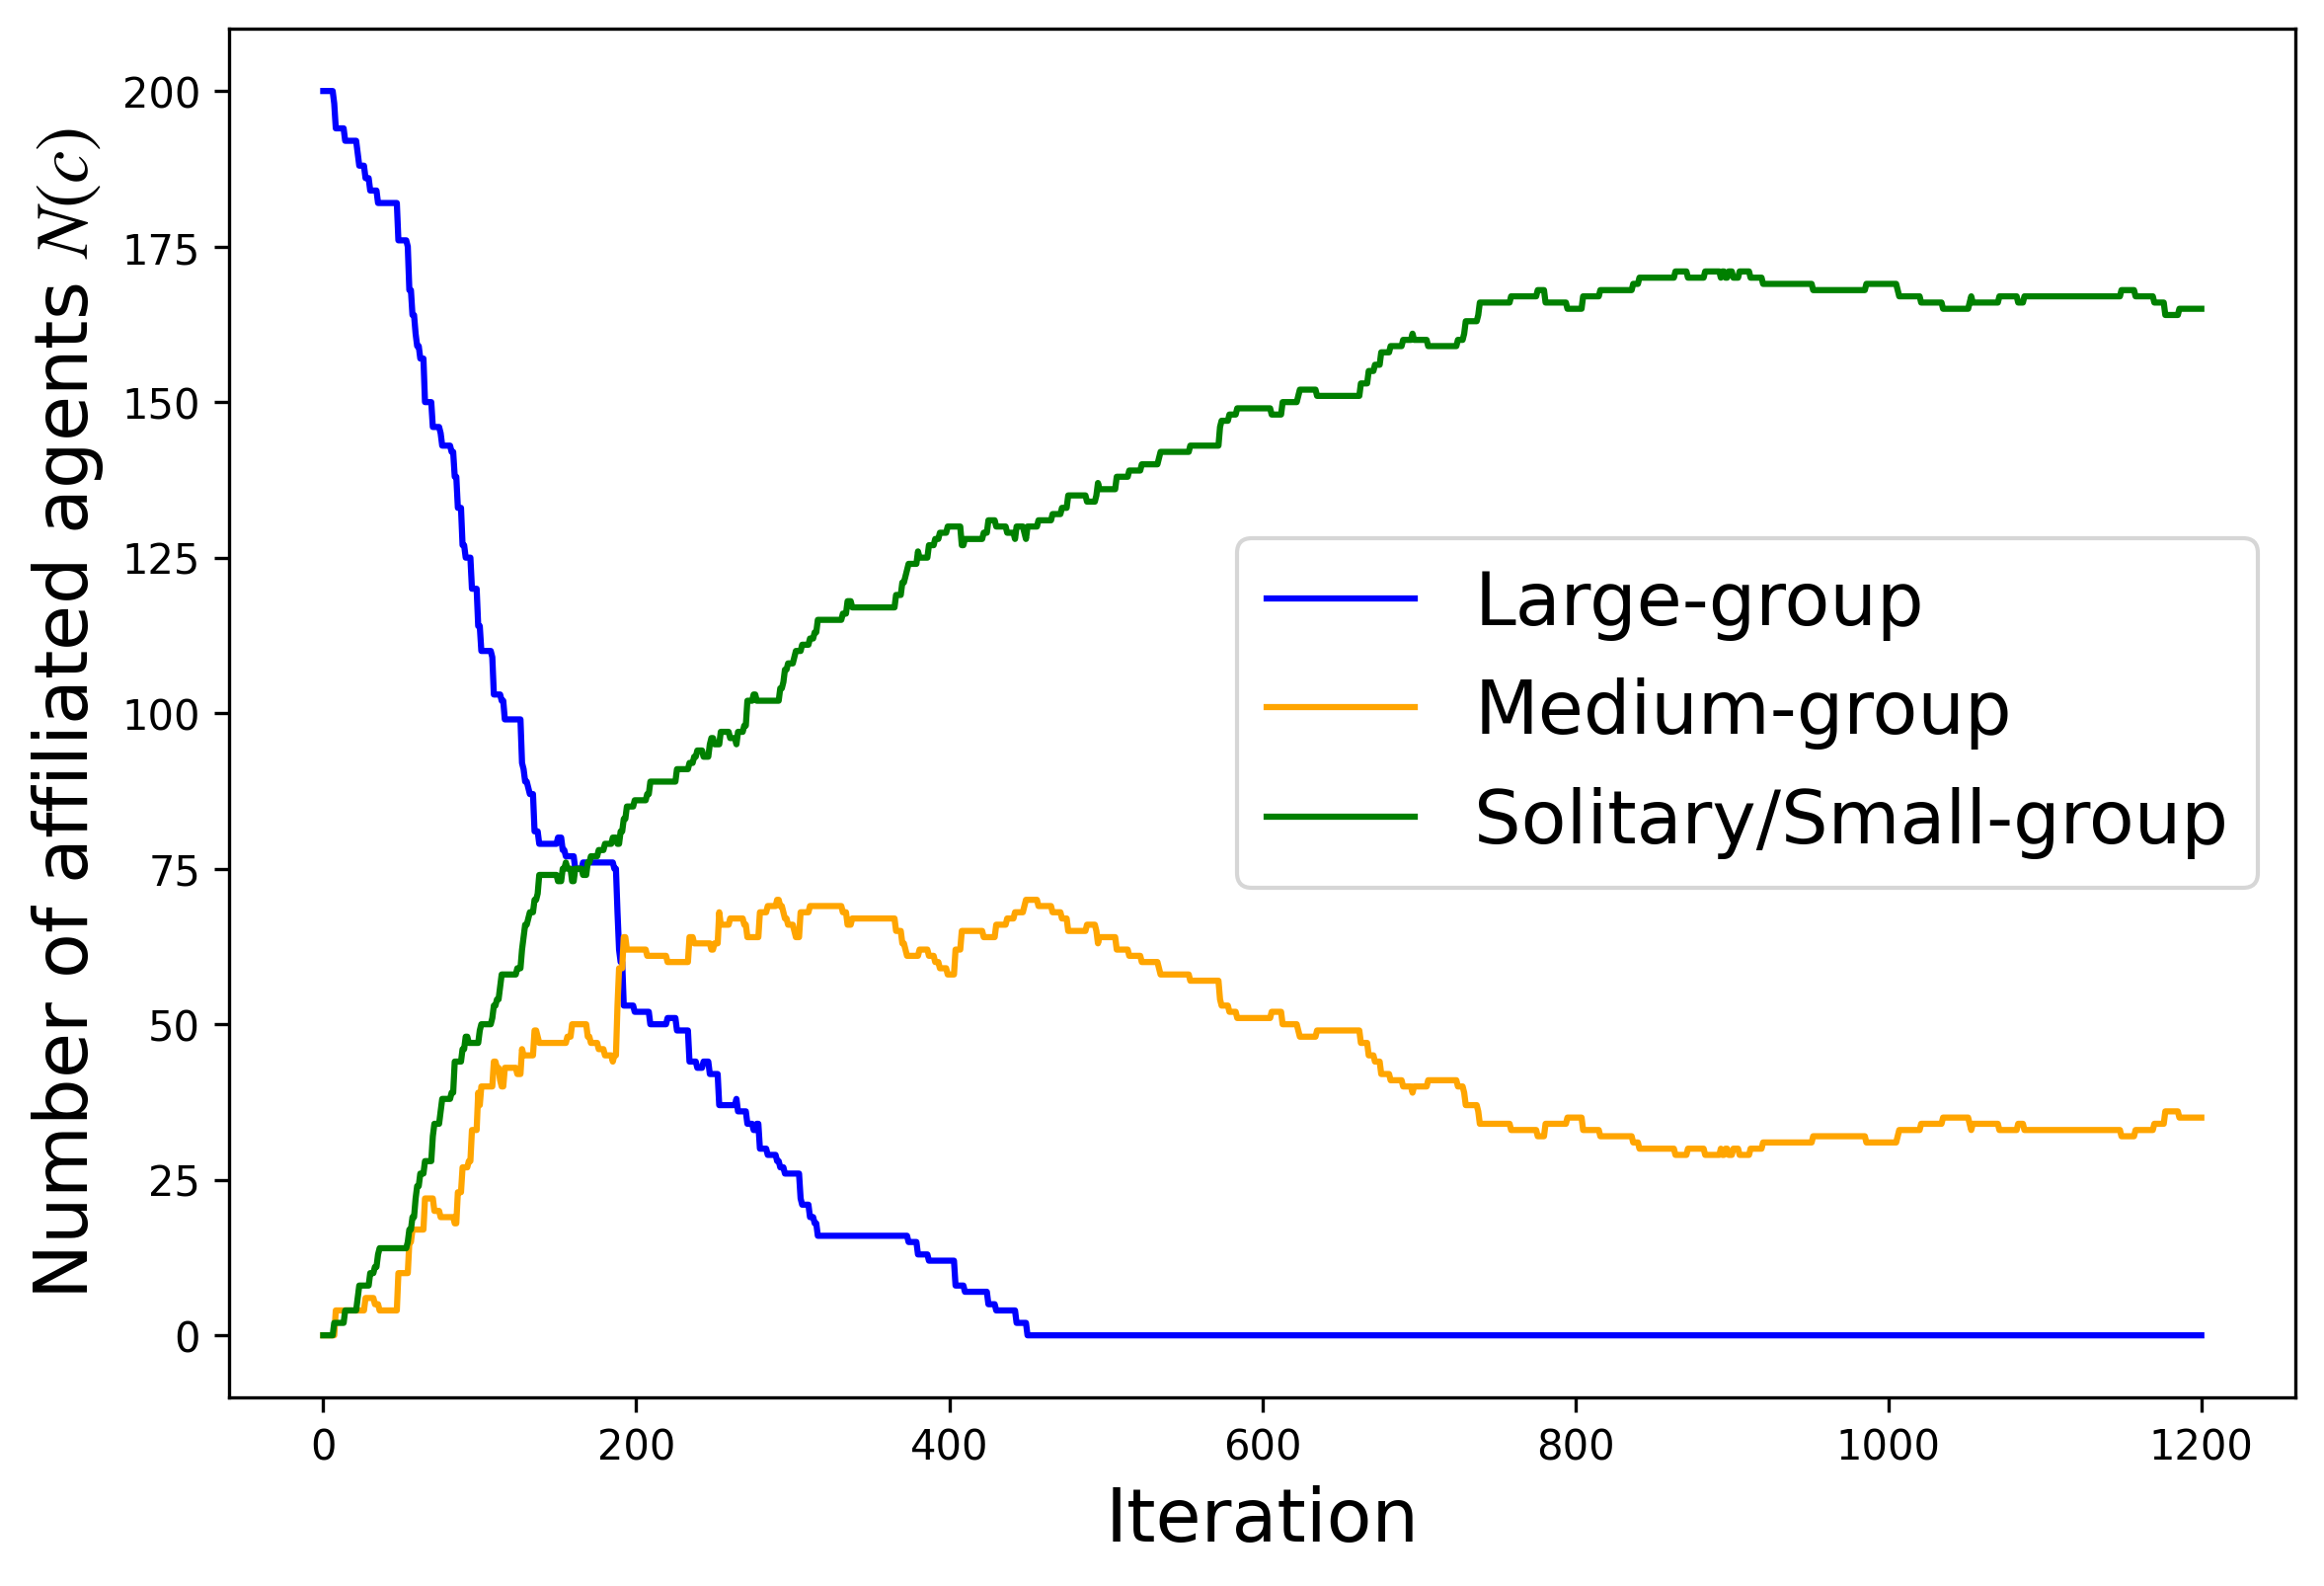 Number of affiliated agents N(c)
200
175
150
125
100
75
50
25
0
Large-group
Medium-group
Solitary/Small-group
0 200 400 600 800 1000 1200
Iteration